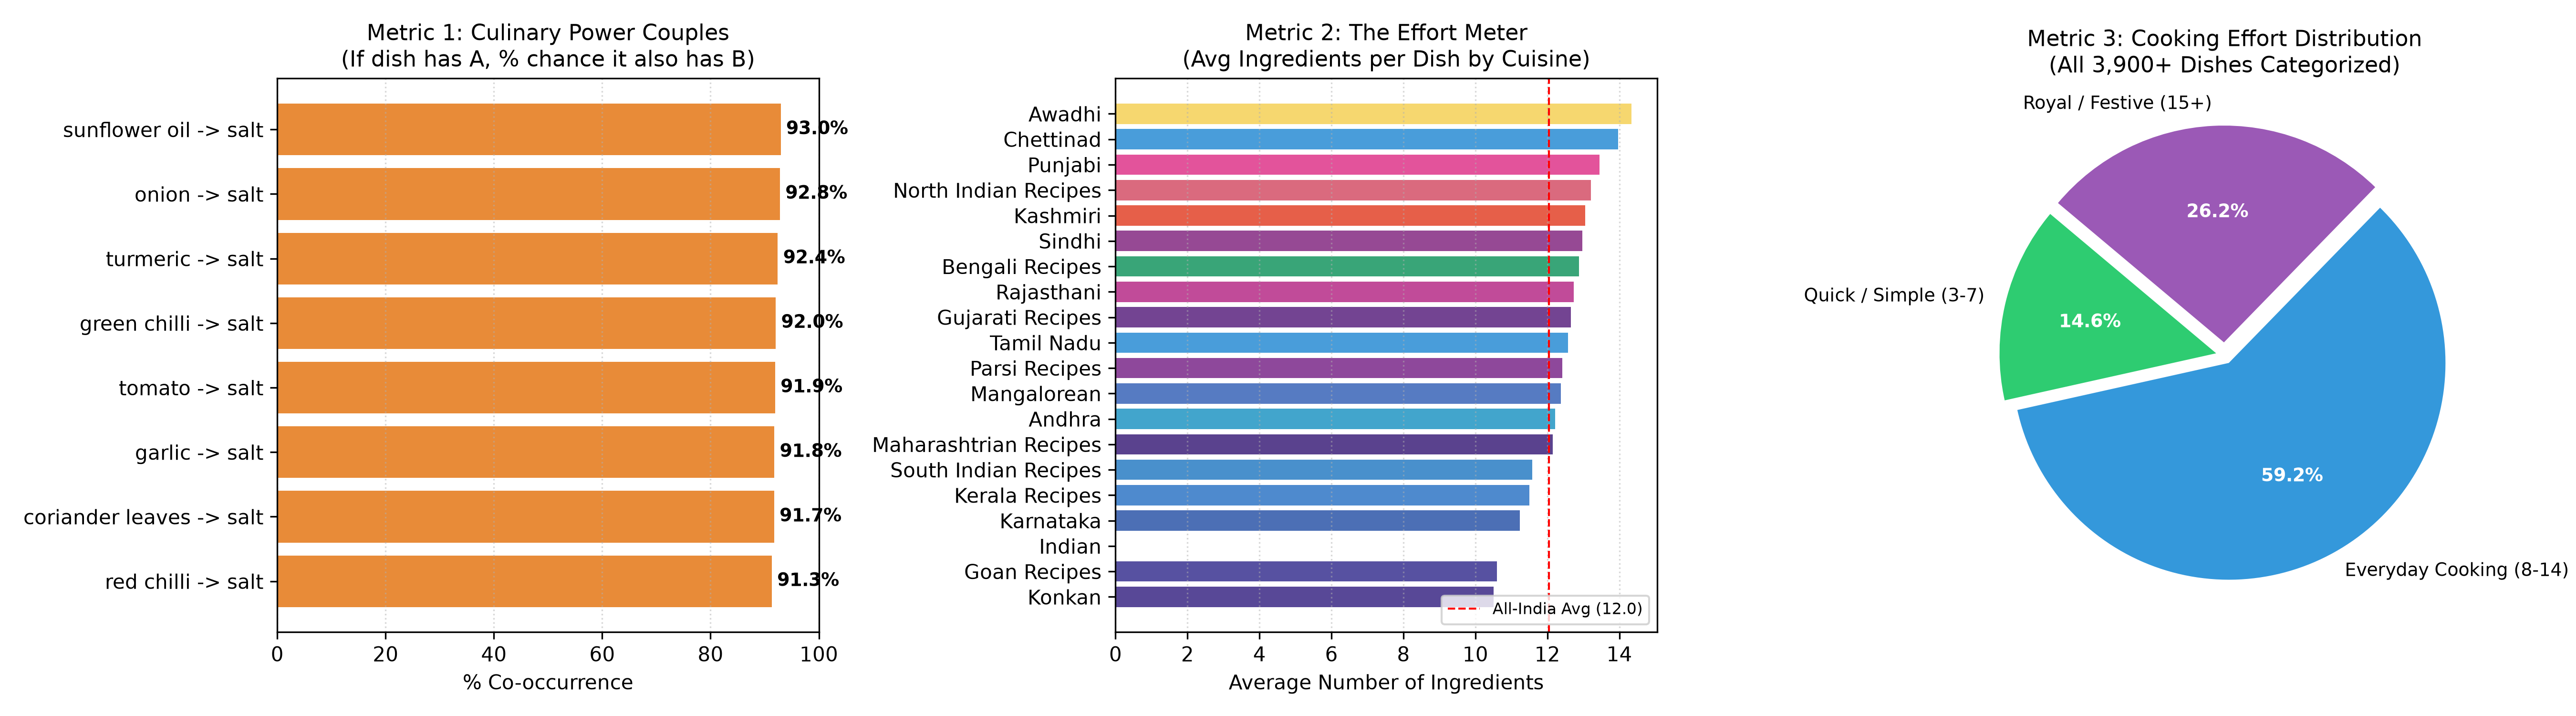 Metric 1: Culinary Power Couples
(If dish has A, % chance it also has B)
sunflower oil -> salt
93.0%
onion -> salt
92.8%
turmeric -> salt
92.4%
green chilli -> salt
92.0%
tomato -> salt
91.9%
garlic -> salt
91.8%
coriander leaves -> salt
91.7%
red chilli -> salt
91.3%
0 20 40 60 80 100
% Co-occurrence
Metric 2: The Effort Meter
(Avg Ingredients per Dish by Cuisine)
Awadhi
Chettinad
Punjabi
North Indian Recipes
Kashmiri
Sindhi
Bengali Recipes
Rajasthani
Gujarati Recipes
Tamil Nadu
Parsi Recipes
Mangalorean
Andhra
Maharashtrian Recipes
South Indian Recipes
Kerala Recipes
Karnataka
Indian
Goan Recipes
Konkan
All-India Avg (12.0)
0 2 4 6 8 10 12 14
Average Number of Ingredients
Metric 3: Cooking Effort Distribution
(All 3,900+ Dishes Categorized)
Royal / Festive (15+)
26.2%
Quick / Simple (3-7)
14.6%
59.2%
Everyday Cooking (8-14)